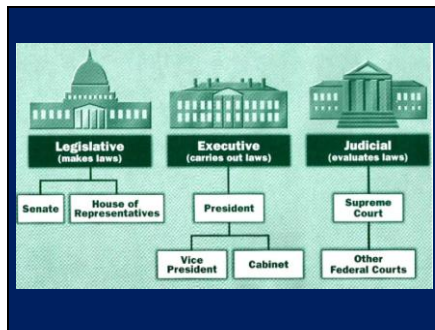 Legislative
(makes laws)
Senate
House of
Representatives
Executive
(carries out laws)
President
Vice
President
Cabinet
Judicial
(evaluates laws)
Supreme
Court
Other
Federal Courts